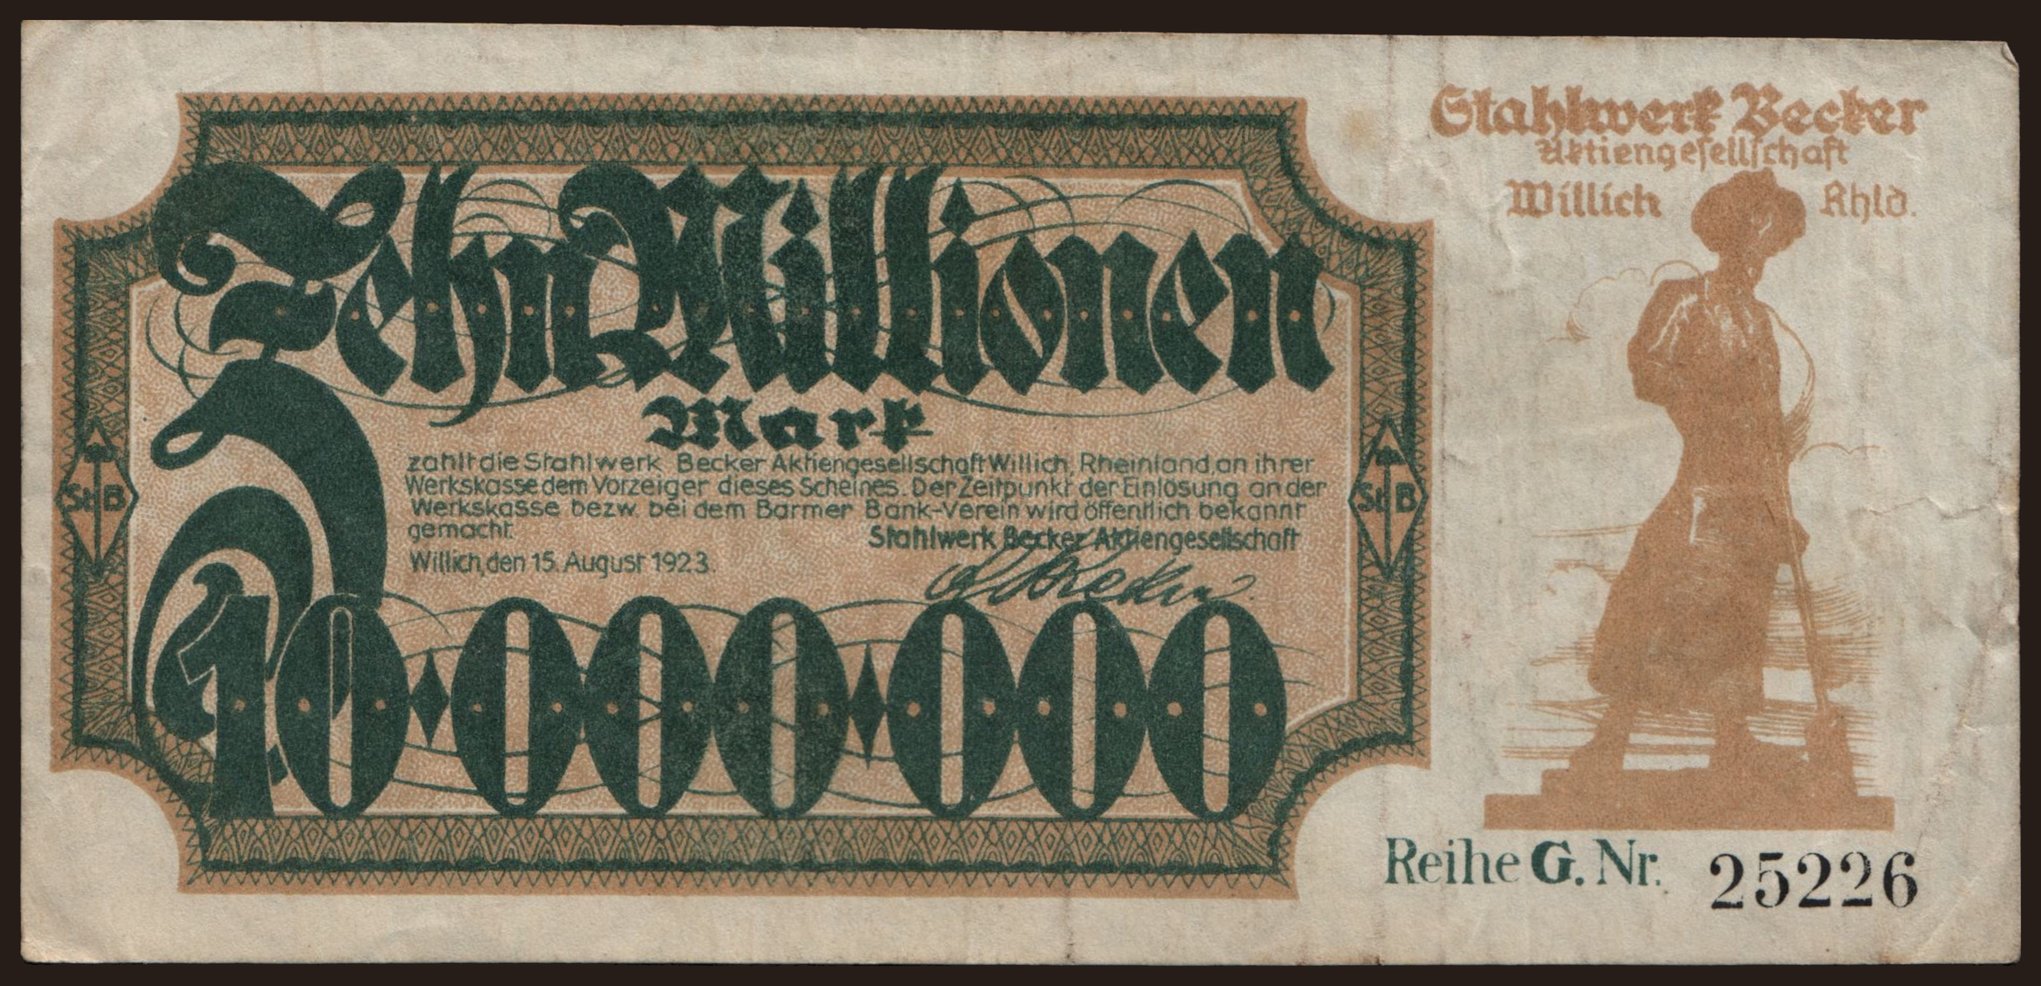 Zehn Millionen
Mark
zahlt die Stahlwerk Becker Aktiengesellschaft Willich, Rheinland, an ihrer
Werkskasse dem Vorzeiger dieses Scheines. Der Zeitpunkt der Einlösung an der
Werkskasse bezw. bei dem Barmer Bank-Verein wird öffentlich bekannt
gemacht.
Stahlwerk Becker Aktiengesellschaft
Willich, den 15. August 1923.
10·000·000
St B
St B
Stahlwerk Becker
Aktiengesellschaft
Willich Rhld.
Reihe G. Nr. 25226